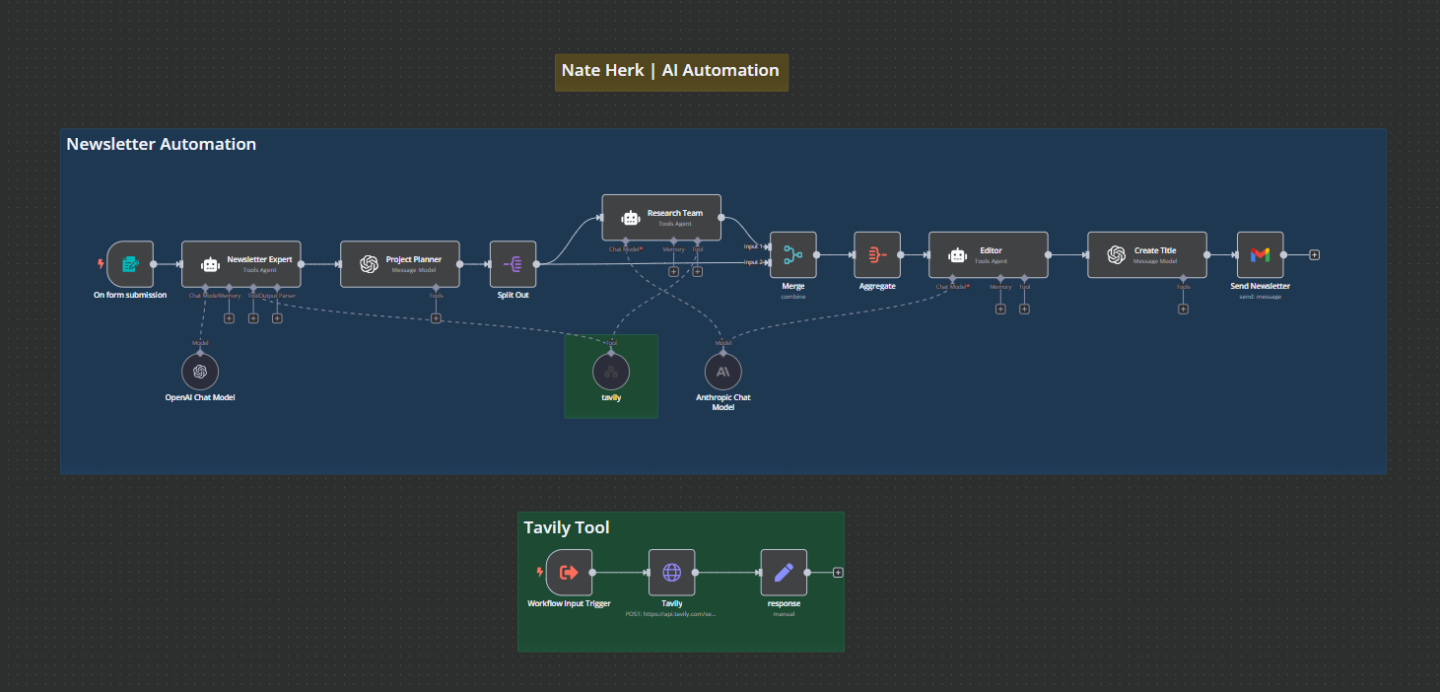 Nate Herk | AI Automation
Newsletter Automation
Research Team
Tools Agent
Chat Model*
Memory
Tool
Input 1
Input 2
On form submission
Newsletter Expert
Tools Agent
Chat Model*
Memory
Tool
Output Parser
Project Planner
Message Model
Tools
Split Out
Merge
combine
Aggregate
Editor
Tools Agent
Chat Model*
Memory
Tool
Create Title
Message Model
Tools
Send Newsletter
send: message
Model
OpenAI Chat Model
Tool
tavily
Model
Anthropic Chat
Model
Tavily Tool
Workflow Input Trigger
Tavily
POST: https://api.tavily.com/se...
response
manual